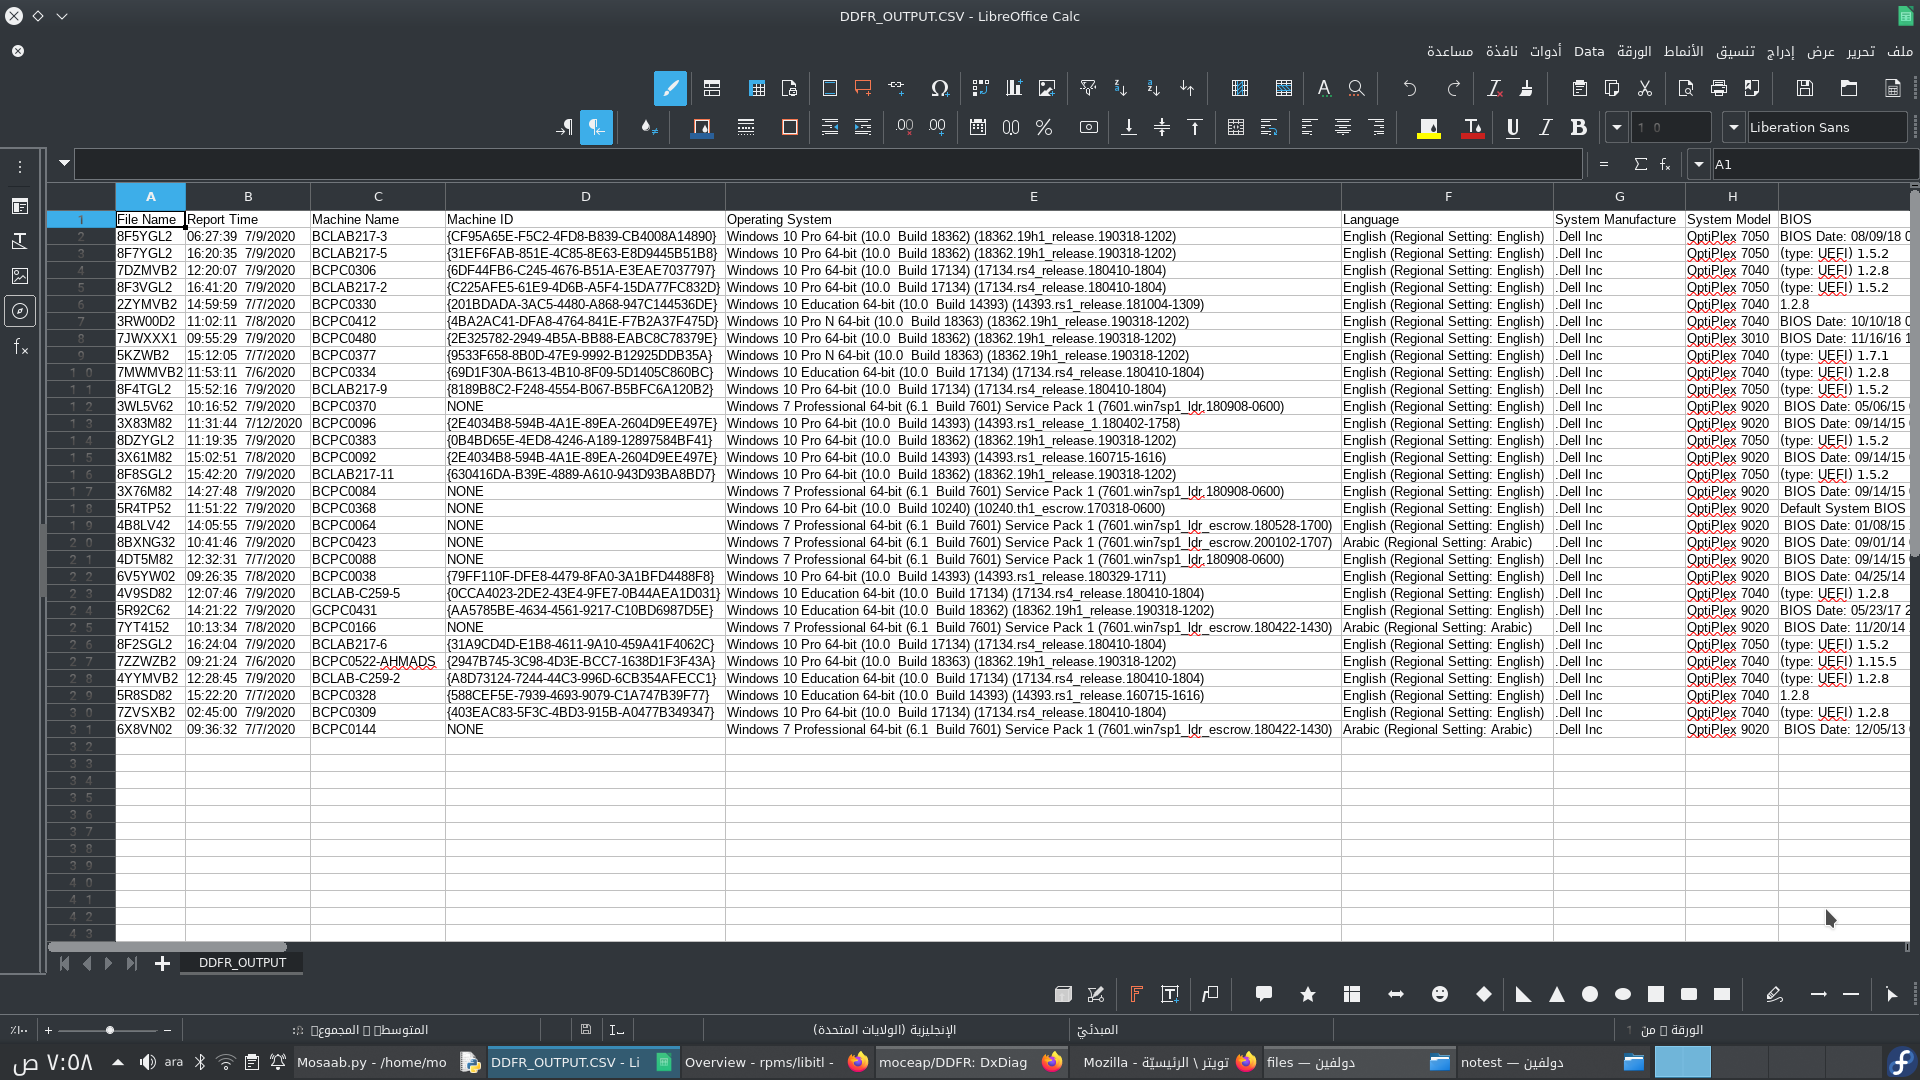 DDFR_OUTPUT.CSV - LibreOffice Calc
ملف تحرير عرض إدراج تنسيق الأنماط الورقة Data أدوات نافذة مساعدة
Liberation Sans
A1
A B C D E F G H
1 File Name Report Time Machine Name Machine ID Operating System Language System Manufacture System Model BIOS
2 8F5YGL2 06:27:39 7/9/2020 BCLAB217-3 {CF95A65E-F5C2-4FD8-B839-CB4008A14890} Windows 10 Pro 64-bit (10.0 Build 18362) (18362.19h1_release.190318-1202) English (Regional Setting: English) .Dell Inc OptiPlex 7050 BIOS Date: 08/09/18 0
3 8F7YGL2 16:20:35 7/9/2020 BCLAB217-5 {31EF6FAB-851E-4C85-8E63-E8D9445B51B8} Windows 10 Pro 64-bit (10.0 Build 18362) (18362.19h1_release.190318-1202) English (Regional Setting: English) .Dell Inc OptiPlex 7050 (type: UEFI) 1.5.2
4 7DZMVB2 12:20:07 7/9/2020 BCPC0306 {6DF44FB6-C245-4676-B51A-E3EAE7037797} Windows 10 Pro 64-bit (10.0 Build 17134) (17134.rs4_release.180410-1804) English (Regional Setting: English) .Dell Inc OptiPlex 7040 (type: UEFI) 1.2.8
5 8F3VGL2 16:41:20 7/9/2020 BCLAB217-2 {C225AFE5-61E9-4D6B-A5F4-15DA77FC832D} Windows 10 Pro 64-bit (10.0 Build 17134) (17134.rs4_release.180410-1804) English (Regional Setting: English) .Dell Inc OptiPlex 7050 (type: UEFI) 1.5.2
6 2ZYMVB2 14:59:59 7/7/2020 BCPC0330 {201BDADA-3AC5-4480-A868-947C144536DE} Windows 10 Education 64-bit (10.0 Build 14393) (14393.rs1_release.181004-1309) English (Regional Setting: English) .Dell Inc OptiPlex 7040 1.2.8
7 3RW00D2 11:02:11 7/8/2020 BCPC0412 {4BA2AC41-DFA8-4764-841E-F7B2A37F475D} Windows 10 Pro N 64-bit (10.0 Build 18363) (18362.19h1_release.190318-1202) English (Regional Setting: English) .Dell Inc OptiPlex 7040 BIOS Date: 10/10/18 0
8 7JWXXX1 09:55:29 7/9/2020 BCPC0480 {2E325782-2949-4B5A-BB88-EABC8C78379E} Windows 10 Pro 64-bit (10.0 Build 18362) (18362.19h1_release.190318-1202) English (Regional Setting: English) .Dell Inc OptiPlex 3010 BIOS Date: 11/16/16 1
9 5KZWB2 15:12:05 7/7/2020 BCPC0377 {9533F658-8B0D-47E9-9992-B12925DDB35A} Windows 10 Pro N 64-bit (10.0 Build 18363) (18362.19h1_release.190318-1202) English (Regional Setting: English) .Dell Inc OptiPlex 7040 (type: UEFI) 1.7.1
10 7MWMVB2 11:53:11 7/6/2020 BCPC0334 {69D1F30A-B613-4B10-8F09-5D1405C860BC} Windows 10 Education 64-bit (10.0 Build 17134) (17134.rs4_release.180410-1804) English (Regional Setting: English) .Dell Inc OptiPlex 7040 (type: UEFI) 1.2.8
11 8F4TGL2 15:52:16 7/9/2020 BCLAB217-9 {8189B8C2-F248-4554-B067-B5BFC6A120B2} Windows 10 Pro 64-bit (10.0 Build 17134) (17134.rs4_release.180410-1804) English (Regional Setting: English) .Dell Inc OptiPlex 7050 (type: UEFI) 1.5.2
12 3WL5V62 10:16:52 7/9/2020 BCPC0370 NONE Windows 7 Professional 64-bit (6.1 Build 7601) Service Pack 1 (7601.win7sp1_ldr.180908-0600) English (Regional Setting: English) .Dell Inc OptiPlex 9020 BIOS Date: 05/06/15
13 3X83M82 11:31:44 7/12/2020 BCPC0096 {2E4034B8-594B-4A1E-89EA-2604D9EE497E} Windows 10 Pro 64-bit (10.0 Build 14393) (14393.rs1_release_1.180402-1758) English (Regional Setting: English) .Dell Inc OptiPlex 9020 BIOS Date: 09/14/15
14 8DZYGL2 11:19:35 7/9/2020 BCPC0383 {0B4BD65E-4ED8-4246-A189-12897584BF41} Windows 10 Pro 64-bit (10.0 Build 18362) (18362.19h1_release.190318-1202) English (Regional Setting: English) .Dell Inc OptiPlex 7050 (type: UEFI) 1.5.2
15 3X61M82 15:02:51 7/8/2020 BCPC0092 {2E4034B8-594B-4A1E-89EA-2604D9EE497E} Windows 10 Pro 64-bit (10.0 Build 14393) (14393.rs1_release.160715-1616) English (Regional Setting: English) .Dell Inc OptiPlex 9020 BIOS Date: 09/14/15
16 8F8SGL2 15:42:20 7/9/2020 BCLAB217-11 {630416DA-B39E-4889-A610-943D93BA8BD7} Windows 10 Pro 64-bit (10.0 Build 18362) (18362.19h1_release.190318-1202) English (Regional Setting: English) .Dell Inc OptiPlex 7050 (type: UEFI) 1.5.2
17 3X76M82 14:27:48 7/9/2020 BCPC0084 NONE Windows 7 Professional 64-bit (6.1 Build 7601) Service Pack 1 (7601.win7sp1_ldr.180908-0600) English (Regional Setting: English) .Dell Inc OptiPlex 9020 BIOS Date: 09/14/15
18 5R4TP52 11:51:22 7/9/2020 BCPC0368 NONE Windows 10 Pro 64-bit (10.0 Build 10240) (10240.th1_escrow.170318-0600) English (Regional Setting: English) .Dell Inc OptiPlex 9020 Default System BIOS
19 4B8LV42 14:05:55 7/9/2020 BCPC0064 NONE Windows 7 Professional 64-bit (6.1 Build 7601) Service Pack 1 (7601.win7sp1_ldr_escrow.180528-1700) English (Regional Setting: English) .Dell Inc OptiPlex 9020 BIOS Date: 01/08/15
20 8BXNG32 10:41:46 7/9/2020 BCPC0423 NONE Windows 7 Professional 64-bit (6.1 Build 7601) Service Pack 1 (7601.win7sp1_ldr_escrow.200102-1707) Arabic (Regional Setting: Arabic) .Dell Inc OptiPlex 9020 BIOS Date: 09/01/14
21 4DT5M82 12:32:31 7/7/2020 BCPC0088 NONE Windows 7 Professional 64-bit (6.1 Build 7601) Service Pack 1 (7601.win7sp1_ldr.180908-0600) English (Regional Setting: English) .Dell Inc OptiPlex 9020 BIOS Date: 09/14/15
22 6V5YW02 09:26:35 7/8/2020 BCPC0038 {79FF110F-DFE8-4479-8FA0-3A1BFD4488F8} Windows 10 Pro 64-bit (10.0 Build 14393) (14393.rs1_release.180329-1711) English (Regional Setting: English) .Dell Inc OptiPlex 9020 BIOS Date: 04/25/14
23 4V9SD82 12:07:46 7/9/2020 BCLAB-C259-5 {0CCA4023-2DE2-43E4-9FE7-0B44AEA1D031} Windows 10 Education 64-bit (10.0 Build 17134) (17134.rs4_release.180410-1804) English (Regional Setting: English) .Dell Inc OptiPlex 7040 (type: UEFI) 1.2.8
24 5R92C62 14:21:22 7/9/2020 GCPC0431 {AA5785BE-4634-4561-9217-C10BD6987D5E} Windows 10 Education 64-bit (10.0 Build 18362) (18362.19h1_release.190318-1202) English (Regional Setting: English) .Dell Inc OptiPlex 9020 BIOS Date: 05/23/17 2
25 7YT4152 10:13:34 7/8/2020 BCPC0166 NONE Windows 7 Professional 64-bit (6.1 Build 7601) Service Pack 1 (7601.win7sp1_ldr_escrow.180422-1430) Arabic (Regional Setting: Arabic) .Dell Inc OptiPlex 9020 BIOS Date: 11/20/14
26 8F2SGL2 16:24:04 7/9/2020 BCLAB217-6 {31A9CD4D-E1B8-4611-9A10-459A41F4062C} Windows 10 Pro 64-bit (10.0 Build 17134) (17134.rs4_release.180410-1804) English (Regional Setting: English) .Dell Inc OptiPlex 7050 (type: UEFI) 1.5.2
27 7ZZWZB2 09:21:24 7/6/2020 BCPC0522-AHMADS {2947B745-3C98-4D3E-BCC7-1638D1F3F43A} Windows 10 Pro 64-bit (10.0 Build 18363) (18362.19h1_release.190318-1202) English (Regional Setting: English) .Dell Inc OptiPlex 7040 (type: UEFI) 1.15.5
28 4YYMVB2 12:28:45 7/9/2020 BCLAB-C259-2 {A8D73124-7244-44C3-996D-6CB354AFECC1} Windows 10 Education 64-bit (10.0 Build 17134) (17134.rs4_release.180410-1804) English (Regional Setting: English) .Dell Inc OptiPlex 7040 (type: UEFI) 1.2.8
29 5R8SD82 15:22:20 7/7/2020 BCPC0328 {588CEF5E-7939-4693-9079-C1A747B39F77} Windows 10 Education 64-bit (10.0 Build 14393) (14393.rs1_release.160715-1616) English (Regional Setting: English) .Dell Inc OptiPlex 7040 1.2.8
30 7ZVSXB2 02:45:00 7/9/2020 BCPC0309 {403EAC83-5F3C-4BD3-915B-A0477B349347} Windows 10 Pro 64-bit (10.0 Build 17134) (17134.rs4_release.180410-1804) English (Regional Setting: English) .Dell Inc OptiPlex 7040 (type: UEFI) 1.2.8
31 6X8VN02 09:36:32 7/7/2020 BCPC0144 NONE Windows 7 Professional 64-bit (6.1 Build 7601) Service Pack 1 (7601.win7sp1_ldr_escrow.180422-1430) Arabic (Regional Setting: Arabic) .Dell Inc OptiPlex 9020 BIOS Date: 12/05/13
32
33
34
35
36
37
38
39
40
41
42
43
DDFR_OUTPUT
الورقة 1 من المبدئيّ الإنجليزية (الولايات المتحدة) المتوسط المجموع ٪١٠٠
٧:٥٨ ص ara Mosaab.py - /home/mo DDFR_OUTPUT.CSV - Li Overview - rpms/libitl - moceap/DDFR: DxDiag تويتر \ الرئيسيّة - Mozilla files — دولفين notest — دولفين